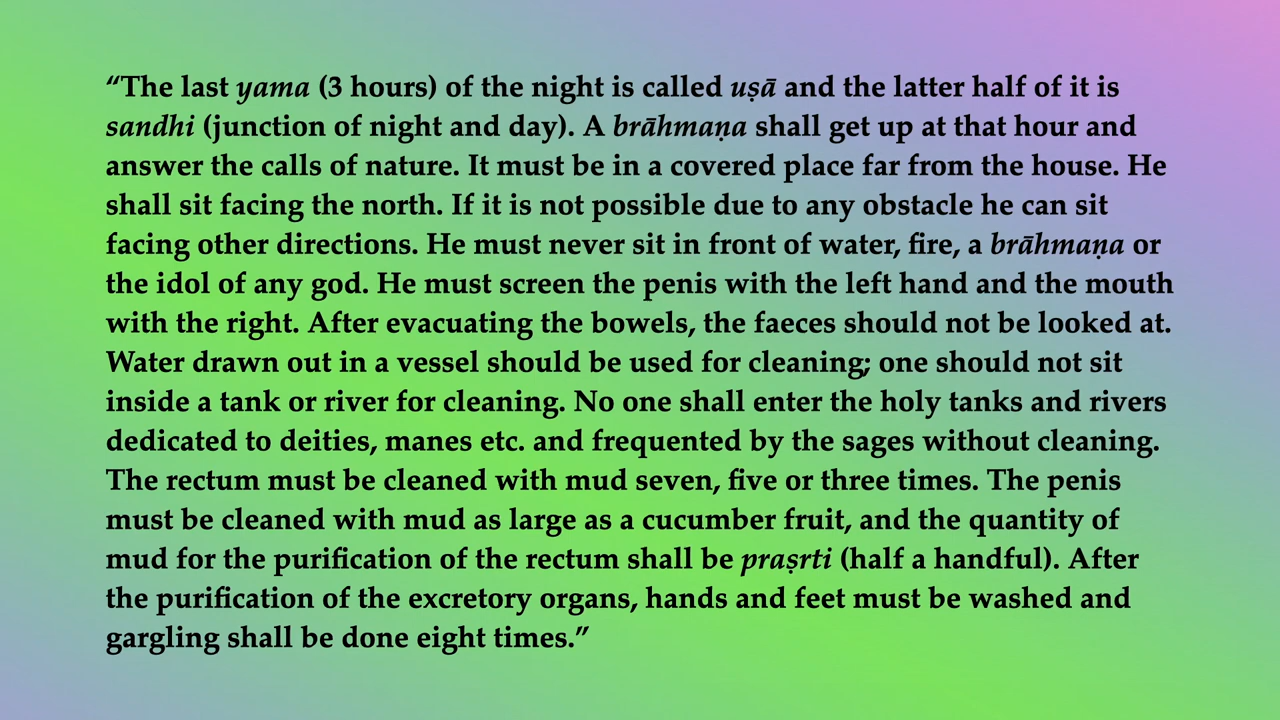 “The last yama (3 hours) of the night is called uṣā and the latter half of it is
sandhi (junction of night and day). A brāhmaṇa shall get up at that hour and
answer the calls of nature. It must be in a covered place far from the house. He
shall sit facing the north. If it is not possible due to any obstacle he can sit
facing other directions. He must never sit in front of water, fire, a brāhmaṇa or
the idol of any god. He must screen the penis with the left hand and the mouth
with the right. After evacuating the bowels, the faeces should not be looked at.
Water drawn out in a vessel should be used for cleaning; one should not sit
inside a tank or river for cleaning. No one shall enter the holy tanks and rivers
dedicated to deities, manes etc. and frequented by the sages without cleaning.
The rectum must be cleaned with mud seven, five or three times. The penis
must be cleaned with mud as large as a cucumber fruit, and the quantity of
mud for the purification of the rectum shall be praṣrti (half a handful). After
the purification of the excretory organs, hands and feet must be washed and
gargling shall be done eight times.”